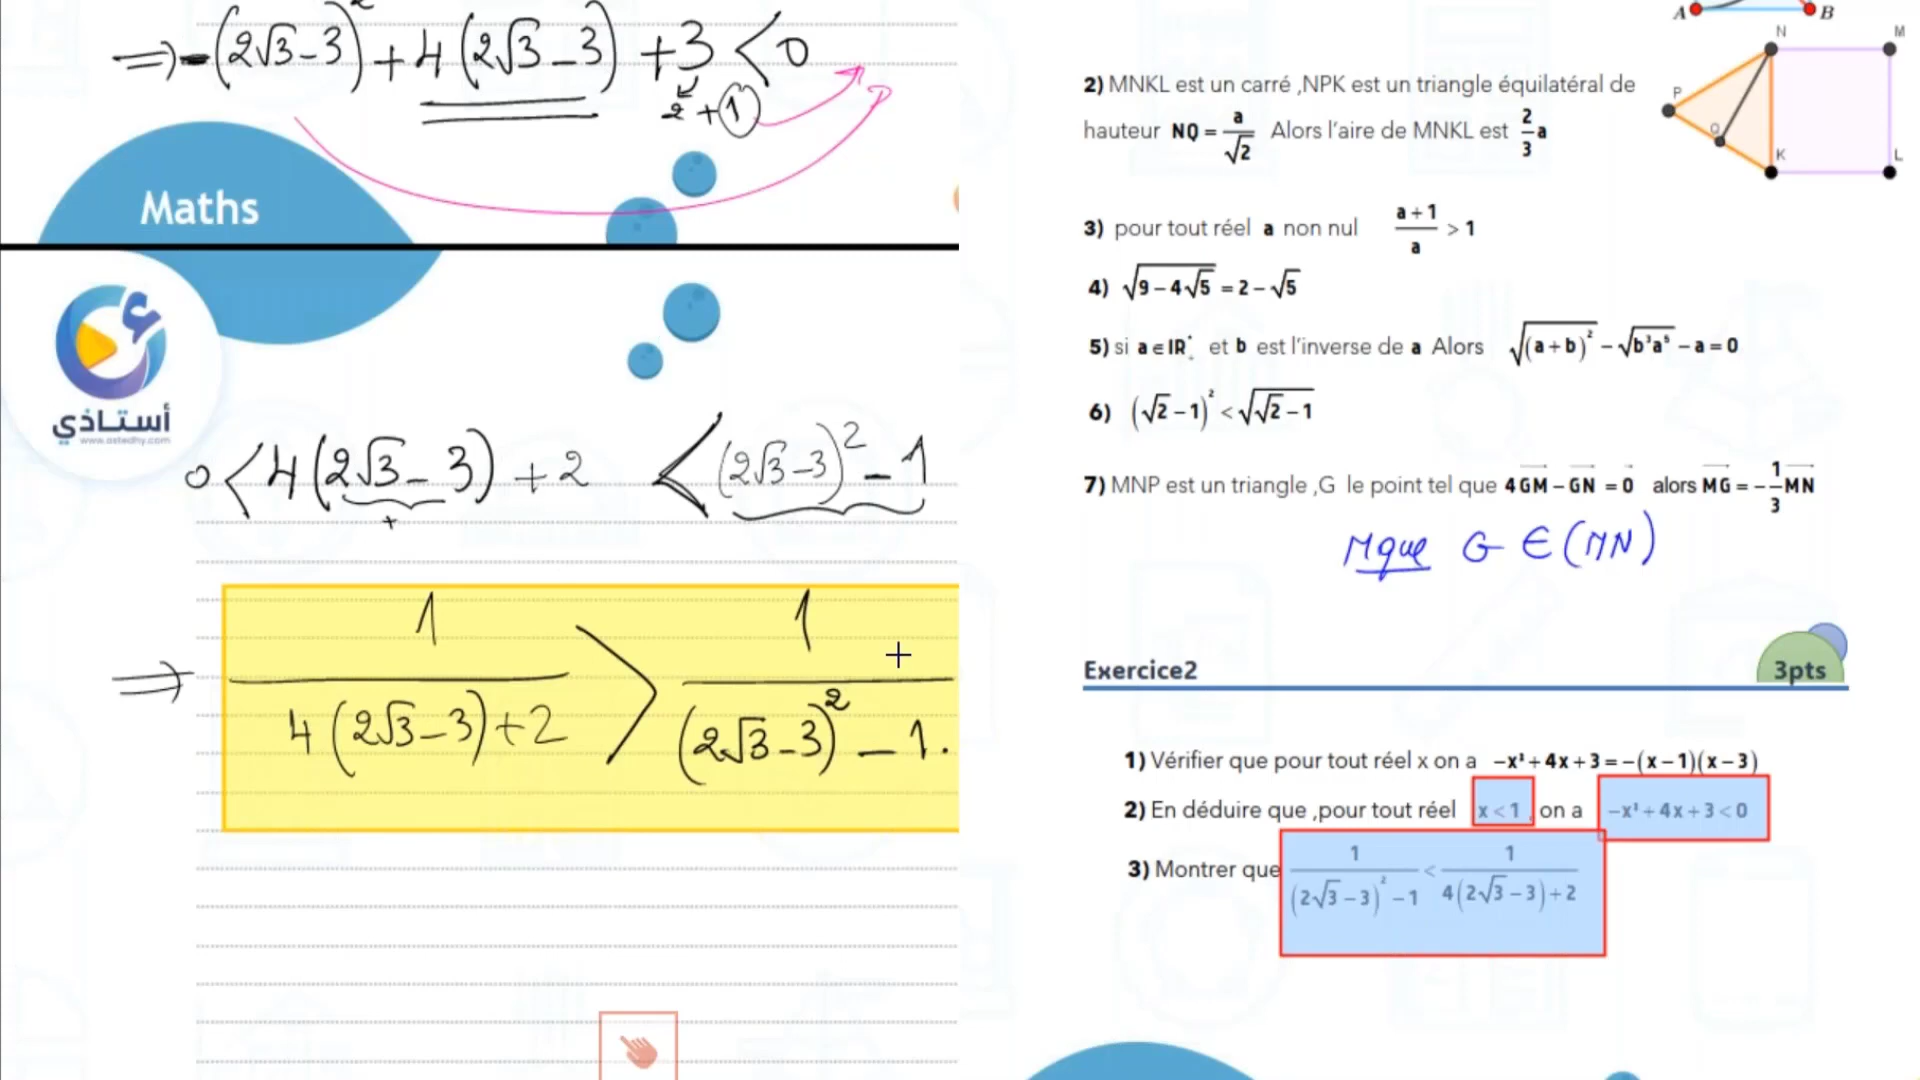 ⟹ -(2√3-3)² + 4(2√3-3) + 3 < 0
2 + 1
Maths
أستاذي
www.ostedhy.com
0 < 4(2√3-3) + 2 < (2√3-3)² - 1
+
⟹ 1/(4(2√3-3)+2) > 1/((2√3-3)² - 1).
A B
N M
P
Q
K L
2) MNKL est un carré ,NPK est un triangle équilatéral de
hauteur NQ = a/√2 Alors l'aire de MNKL est 2/3 a
3) pour tout réel a non nul (a+1)/a > 1
4) √(9-4√5) = 2-√5
5) si a∈IR*₊ et b est l'inverse de a Alors √((a+b)²) - √(b³a⁵) - a = 0
6) (√2-1)² < √(√2-1)
7) MNP est un triangle ,G le point tel que 4GM - GN = 0 alors MG = -1/3 MN
Mque G ∈ (MN)
Exercice2 3pts
1) Vérifier que pour tout réel x on a -x²+4x+3 = -(x-1)(x-3)
2) En déduire que ,pour tout réel x<1 , on a -x²+4x+3<0
3) Montrer que 1/((2√3-3)²-1) < 1/(4(2√3-3)+2)